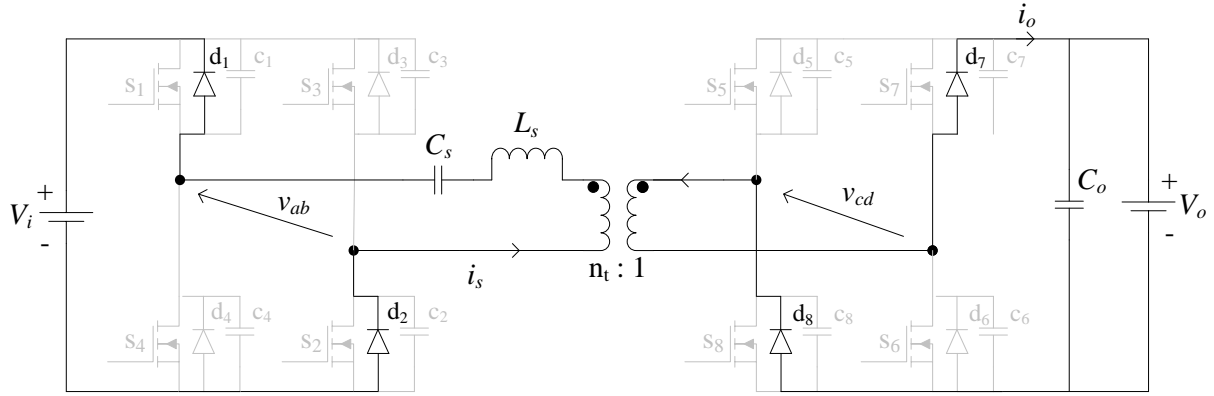 i_o
d_1 c_1 d_3 c_3 d_5 c_5 d_7 c_7
s_1 s_3 s_5 s_7
L_s
C_s
+ V_i -
v_ab
v_cd
C_o
+ V_o -
i_s
n_t : 1
d_4 c_4 d_2 c_2 d_8 c_8 d_6 c_6
s_4 s_2 s_8 s_6